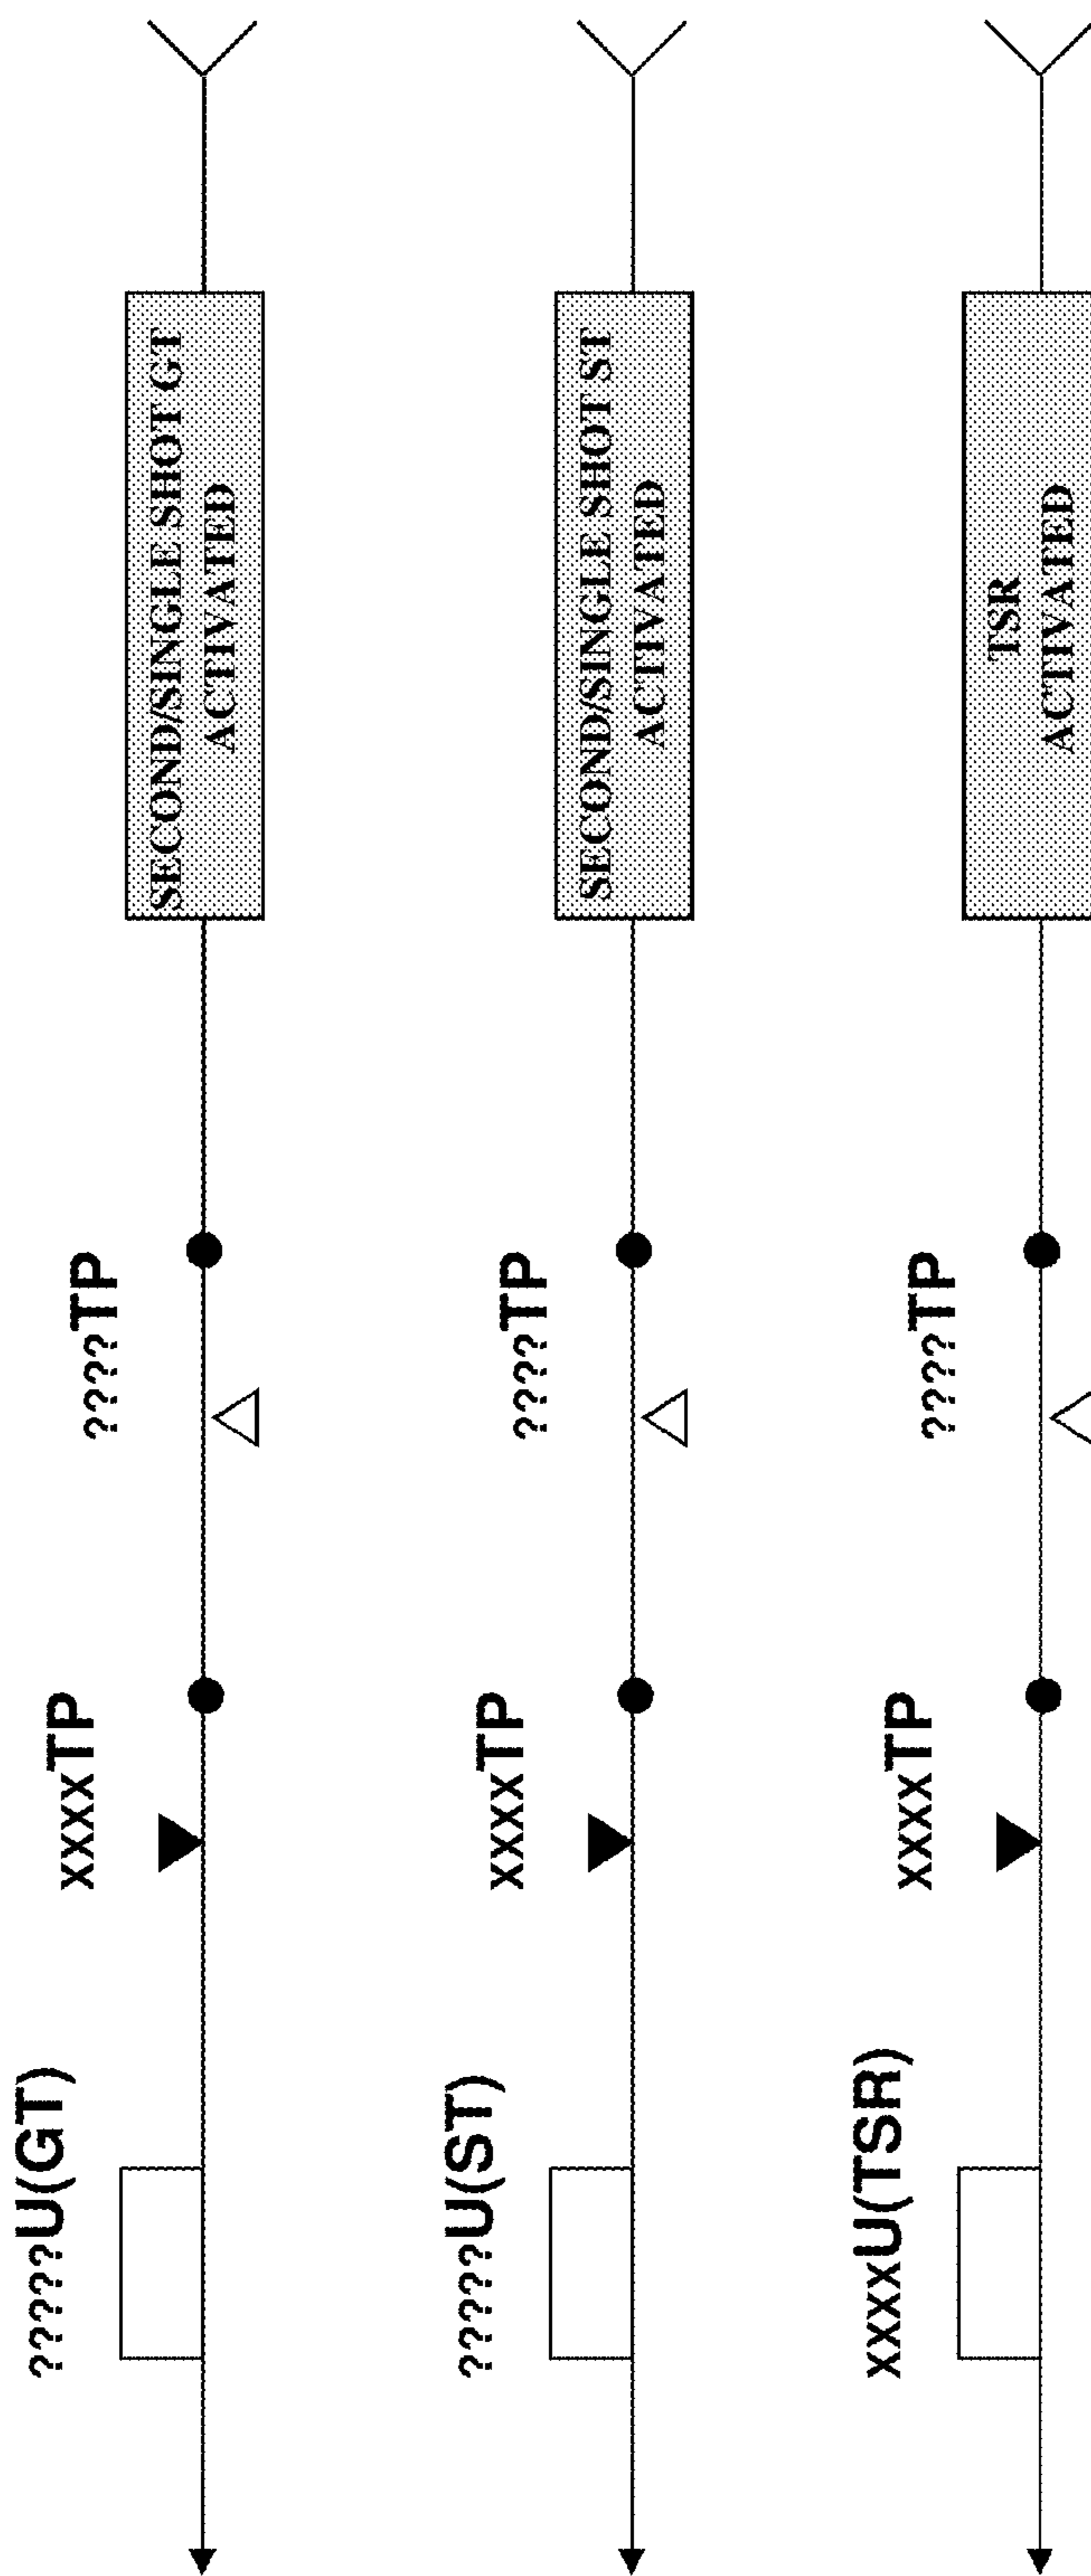 ?????U(GT)
xxxxTP
????TP
SECOND/SINGLE SHOT GT
ACTIVATED
?????U(ST)
xxxxTP
????TP
SECOND/SINGLE SHOT ST
ACTIVATED
xxxxU(TSR)
xxxxTP
????TP
TSR
ACTIVATED